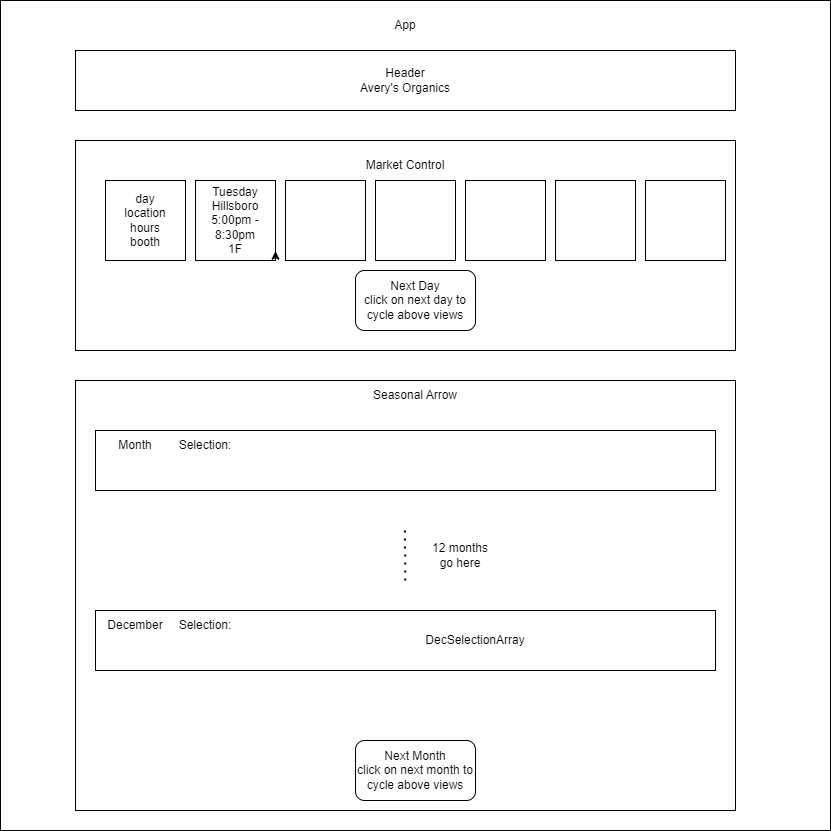 App
Header
Avery's Organics
Market Control
day
location
hours
booth
Tuesday
Hillsboro
5:00pm -
8:30pm
1F
Next Day
click on next day to
cycle above views
Seasonal Arrow
Month Selection:
12 months
go here
December Selection:
DecSelectionArray
Next Month
click on next month to
cycle above views